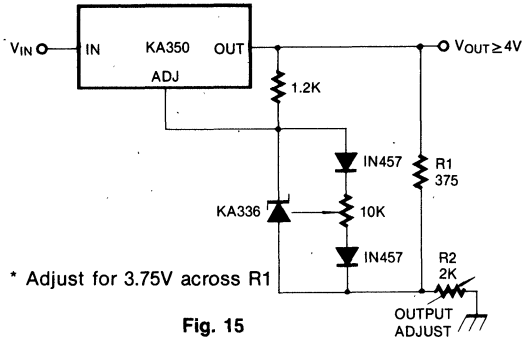 VIN
IN
KA350
OUT
ADJ
VOUT≥4V
1.2K
IN457
R1
375
KA336
10K
IN457
R2
2K
* Adjust for 3.75V across R1
OUTPUT
ADJUST
Fig. 15